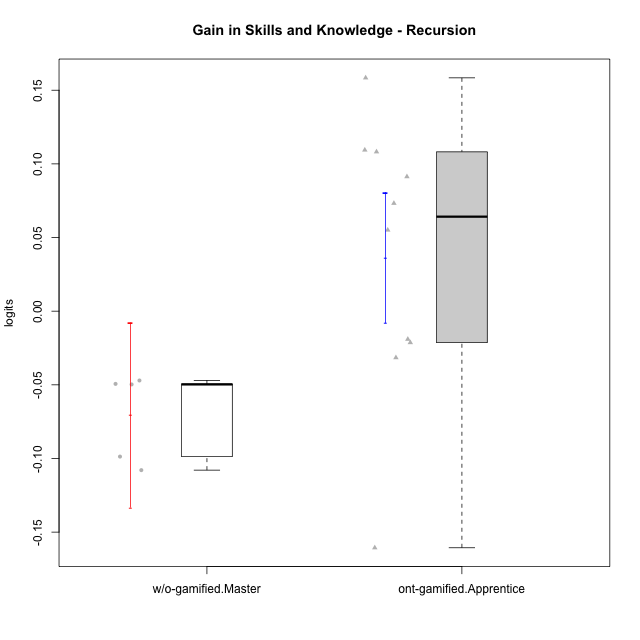 Gain in Skills and Knowledge - Recursion
logits
0.15
0.10
0.05
0.00
-0.05
-0.10
-0.15
w/o-gamified.Master
ont-gamified.Apprentice